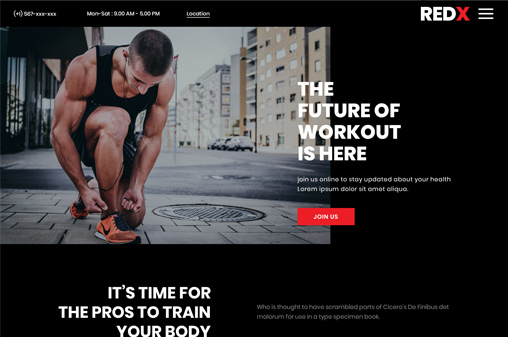 (+1) 567-xxx-xxx
Mon-Sat : 9.00 AM - 5.00 PM
Location
REDX
THE
FUTURE OF
WORKOUT
IS HERE
join us online to stay updated about your health
Lorem ipsum dolor sit amet aliqua.
JOIN US
IT'S TIME FOR
THE PROS TO TRAIN
YOUR BODY
Who is thought to have scrambled parts of Cicero's De Finibus det
malorum for use in a type specimen book.